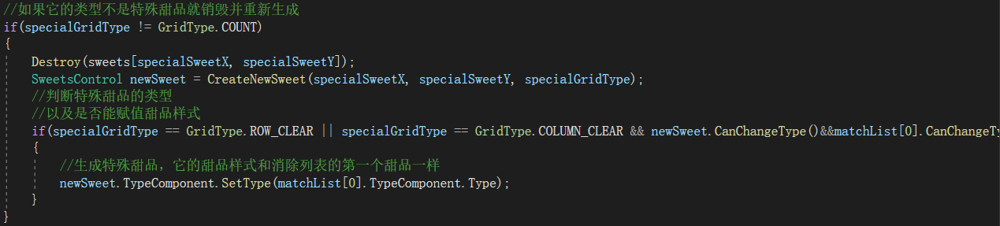 //如果它的类型不是特殊甜品就销毁并重新生成
if(specialGridType != GridType.COUNT)
{
Destroy(sweets[specialSweetX, specialSweetY]);
SweetsControl newSweet = CreateNewSweet(specialSweetX, specialSweetY, specialGridType);
//判断特殊甜品的类型
//以及是否能赋值甜品样式
if(specialGridType == GridType.ROW_CLEAR || specialGridType == GridType.COLUMN_CLEAR && newSweet.CanChangeType()&&matchList[0].CanChangeTy
{
//生成特殊甜品，它的甜品样式和消除列表的第一个甜品一样
newSweet.TypeComponent.SetType(matchList[0].TypeComponent.Type);
}
}